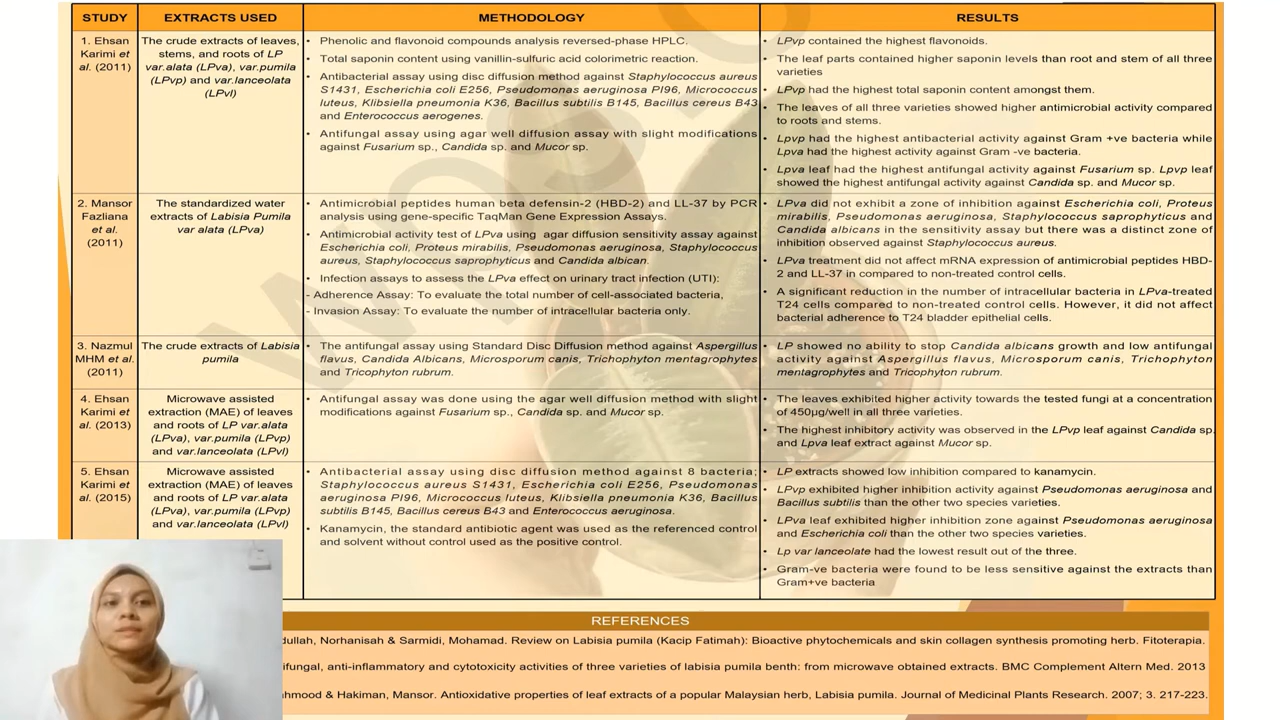 STUDY
EXTRACTS USED
METHODOLOGY
RESULTS
1. Ehsan
Karimi et
al. (2011)
The crude extracts of leaves,
stems, and roots of LP
var.alata (LPva), var.pumila
(LPvp) and var.lanceolata
(LPvl)
• Phenolic and flavonoid compounds analysis reversed-phase HPLC.
• Total saponin content using vanillin-sulfuric acid colorimetric reaction.
• Antibacterial assay using disc diffusion method against Staphylococcus aureus
S1431, Escherichia coli E256, Pseudomonas aeruginosa PI96, Micrococcus
luteus, Klibsiella pneumonia K36, Bacillus subtilis B145, Bacillus cereus B43
and Enterococcus aerogenes.
• Antifungal assay using agar well diffusion assay with slight modifications
against Fusarium sp., Candida sp. and Mucor sp.
• LPvp contained the highest flavonoids.
• The leaf parts contained higher saponin levels than root and stem of all three
varieties
• LPvp had the highest total saponin content amongst them.
• The leaves of all three varieties showed higher antimicrobial activity compared
to roots and stems.
• Lpvp had the highest antibacterial activity against Gram +ve bacteria while
Lpva had the highest activity against Gram -ve bacteria.
• Lpva leaf had the highest antifungal activity against Fusarium sp. Lpvp leaf
showed the highest antifungal activity against Candida sp. and Mucor sp.
2. Mansor
Fazliana
et al.
(2011)
The standardized water
extracts of Labisia Pumila
var alata (LPva)
• Antimicrobial peptides human beta defensin-2 (HBD-2) and LL-37 by PCR
analysis using gene-specific TaqMan Gene Expression Assays.
• Antimicrobial activity test of LPva using agar diffusion sensitivity assay against
Escherichia coli, Proteus mirabilis, Pseudomonas aeruginosa, Staphylococcus
aureus, Staphylococcus saprophyticus and Candida albican.
• Infection assays to assess the LPva effect on urinary tract infection (UTI):
- Adherence Assay: To evaluate the total number of cell-associated bacteria,
- Invasion Assay: To evaluate the number of intracellular bacteria only.
• LPva did not exhibit a zone of inhibition against Escherichia coli, Proteus
mirabilis, Pseudomonas aeruginosa, Staphylococcus saprophyticus and
Candida albicans in the sensitivity assay but there was a distinct zone of
inhibition observed against Staphylococcus aureus.
• LPva treatment did not affect mRNA expression of antimicrobial peptides HBD-
2 and LL-37 in compared to non-treated control cells.
• A significant reduction in the number of intracellular bacteria in LPva-treated
T24 cells compared to non-treated control cells. However, it did not affect
bacterial adherence to T24 bladder epithelial cells.
3. Nazmul
MHM et al.
(2011)
The crude extracts of Labisia
pumila
• The antifungal assay using Standard Disc Diffusion method against Aspergillus
flavus, Candida Albicans, Microsporum canis, Trichophyton mentagrophytes
and Tricophyton rubrum.
• LP showed no ability to stop Candida albicans growth and low antifungal
activity against Aspergillus flavus, Microsporum canis, Trichophyton
mentagrophytes and Tricophyton rubrum.
4. Ehsan
Karimi et
al. (2013)
Microwave assisted
extraction (MAE) of leaves
and roots of LP var.alata
(LPva), var.pumila (LPvp)
and var.lanceolata (LPvl)
• Antifungal assay was done using the agar well diffusion method with slight
modifications against Fusarium sp., Candida sp. and Mucor sp.
• The leaves exhibited higher activity towards the tested fungi at a concentration
of 450µg/well in all three varieties.
• The highest inhibitory activity was observed in the LPvp leaf against Candida sp.
and Lpva leaf extract against Mucor sp.
5. Ehsan
Karimi et
al. (2015)
Microwave assisted
extraction (MAE) of leaves
and roots of LP var.alata
(LPva), var.pumila (LPvp)
and var.lanceolata (LPvl)
• Antibacterial assay using disc diffusion method against 8 bacteria;
Staphylococcus aureus S1431, Escherichia coli E256, Pseudomonas
aeruginosa PI96, Micrococcus luteus, Klibsiella pneumonia K36, Bacillus
subtilis B145, Bacillus cereus B43 and Enterococcus aeruginosa.
• Kanamycin, the standard antibiotic agent was used as the referenced control
and solvent without control used as the positive control.
• LP extracts showed low inhibition compared to kanamycin.
• LPvp exhibited higher inhibition activity against Pseudomonas aeruginosa and
Bacillus subtilis than the other two species varieties.
• LPva leaf exhibited higher inhibition zone against Pseudomonas aeruginosa
and Escherichia coli than the other two species varieties.
• Lp var lanceolate had the lowest result out of the three.
• Gram-ve bacteria were found to be less sensitive against the extracts than
Gram+ve bacteria
REFERENCES
dullah, Norhanisah & Sarmidi, Mohamad. Review on Labisia pumila (Kacip Fatimah): Bioactive phytochemicals and skin collagen synthesis promoting herb. Fitoterapia.
ifungal, anti-inflammatory and cytotoxicity activities of three varieties of labisia pumila benth: from microwave obtained extracts. BMC Complement Altern Med. 2013
ahmood & Hakiman, Mansor. Antioxidative properties of leaf extracts of a popular Malaysian herb, Labisia pumila. Journal of Medicinal Plants Research. 2007; 3. 217-223.